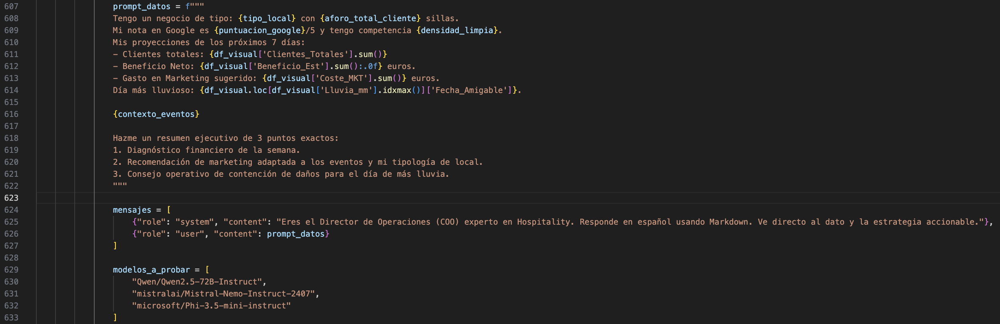 607 prompt_datos = f"""
608 Tengo un negocio de tipo: {tipo_local} con {aforo_total_cliente} sillas.
609 Mi nota en Google es {puntuacion_google}/5 y tengo competencia {densidad_limpia}.
610 Mis proyecciones de los próximos 7 días:
611 - Clientes totales: {df_visual['Clientes_Totales'].sum()}
612 - Beneficio Neto: {df_visual['Beneficio_Est'].sum():.0f} euros.
613 - Gasto en Marketing sugerido: {df_visual['Coste_MKT'].sum()} euros.
614 Día más lluvioso: {df_visual.loc[df_visual['Lluvia_mm'].idxmax()]['Fecha_Amigable']}.
615
616 {contexto_eventos}
617
618 Hazme un resumen ejecutivo de 3 puntos exactos:
619 1. Diagnóstico financiero de la semana.
620 2. Recomendación de marketing adaptada a los eventos y mi tipología de local.
621 3. Consejo operativo de contención de daños para el día de más lluvia.
622 """
623
624 mensajes = [
625 {"role": "system", "content": "Eres el Director de Operaciones (COO) experto en Hospitality. Responde en español usando Markdown. Ve directo al dato y la estrategia accionable."},
626 {"role": "user", "content": prompt_datos}
627 ]
628
629 modelos_a_probar = [
630 "Qwen/Qwen2.5-72B-Instruct",
631 "mistralai/Mistral-Nemo-Instruct-2407",
632 "microsoft/Phi-3.5-mini-instruct"
633 ]